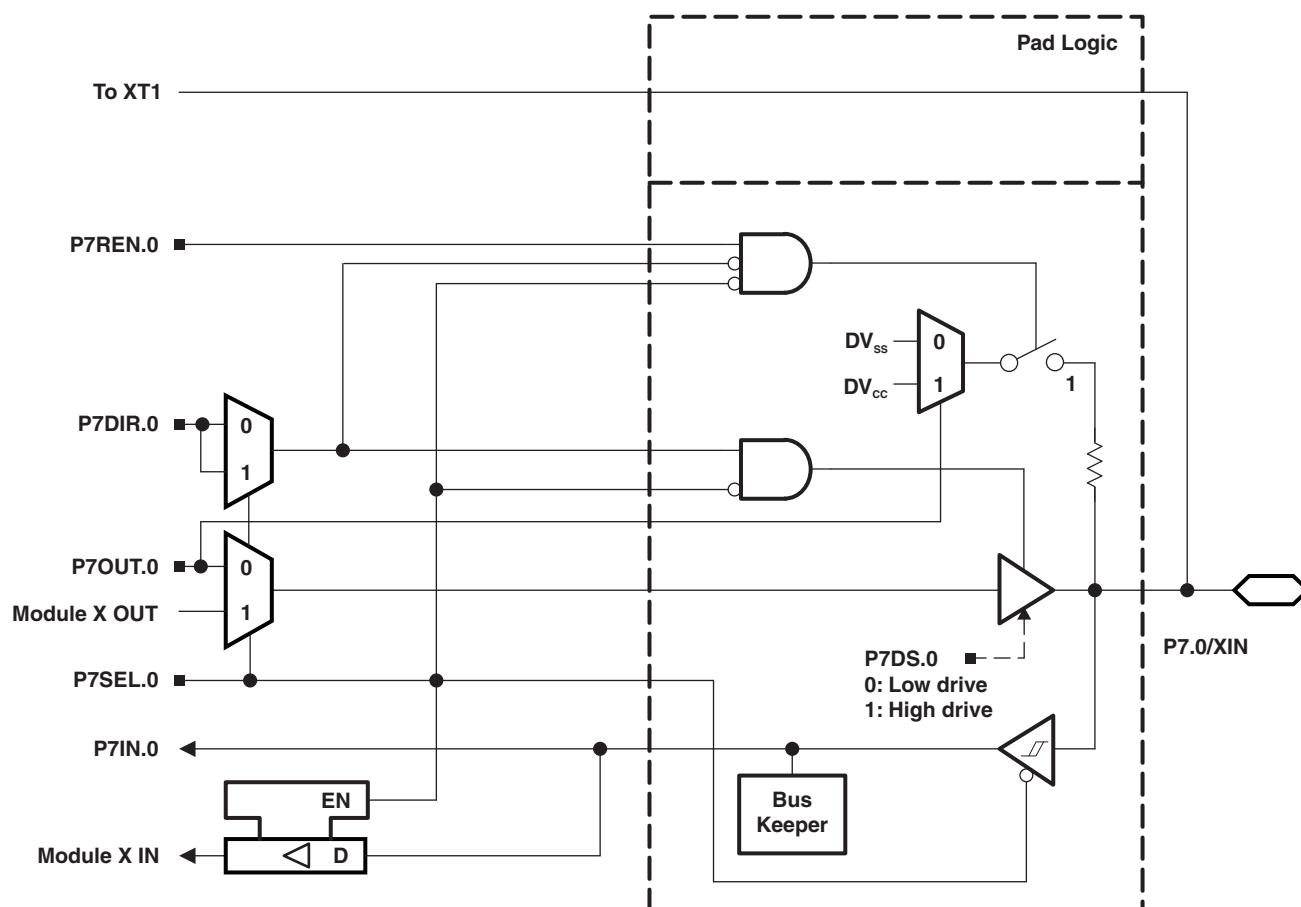 Pad Logic
To XT1
P7REN.0
DVss
0
DVcc
1
1
P7DIR.0
0
1
P7OUT.0
0
Module X OUT
1
P7DS.0
0: Low drive
1: High drive
P7.0/XIN
P7SEL.0
P7IN.0
EN
Bus
Keeper
Module X IN
D